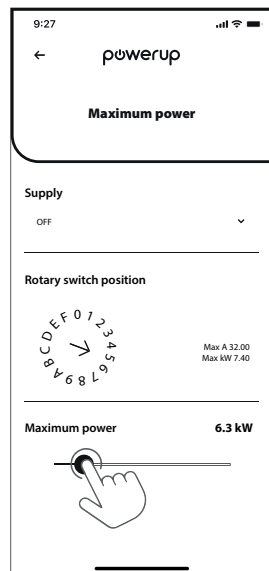 9:27
powerup
Maximum power
Supply
OFF
Rotary switch position
0 1 2 3 4 5 6 7 8 9 A B C D E F
Max A 32.00
Max kW 7.40
Maximum power 6.3 kW